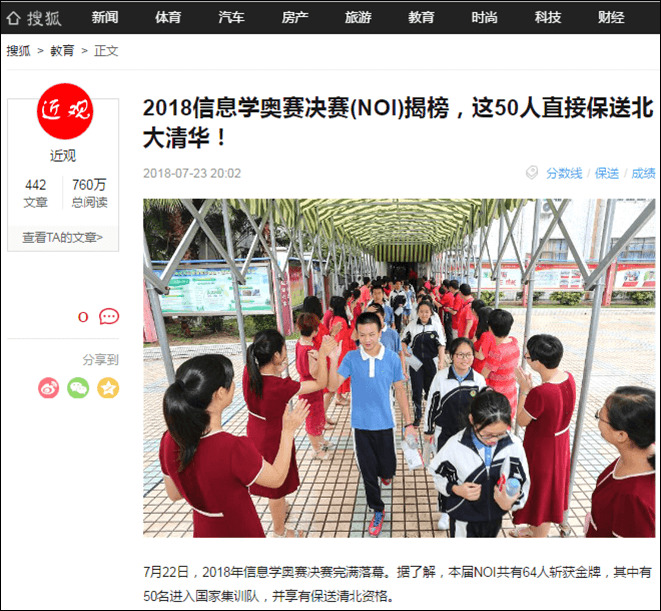 搜狐 新闻 体育 汽车 房产 旅游 教育 时尚 科技 财经
搜狐 > 教育 > 正文
近观
近观
442 760万
文章 总阅读
查看TA的文章>
0
分享到
2018信息学奥赛决赛(NOI)揭榜，这50人直接保送北
大清华！
2018-07-23 20:02
分数线 / 保送 / 成绩
7月22日，2018年信息学奥赛决赛完满落幕。据了解，本届NOI共有64人斩获金牌，其中有
50名进入国家集训队，并享有保送清北资格。